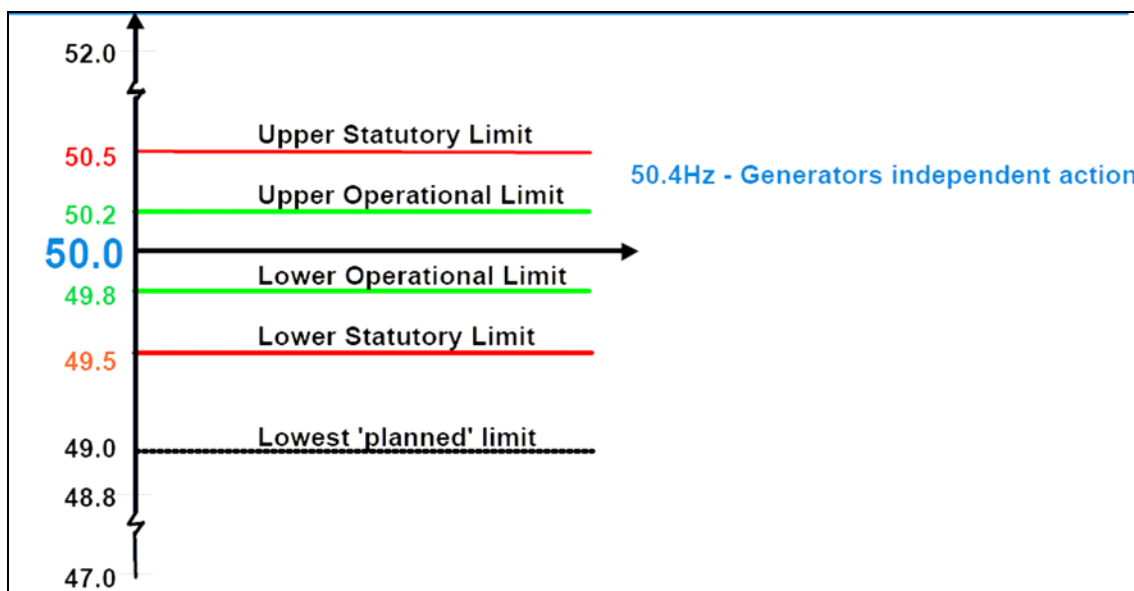 52.0
Upper Statutory Limit
50.5
50.4Hz - Generators independent action
Upper Operational Limit
50.2
50.0
Lower Operational Limit
49.8
Lower Statutory Limit
49.5
Lowest 'planned' limit
49.0
48.8
47.0